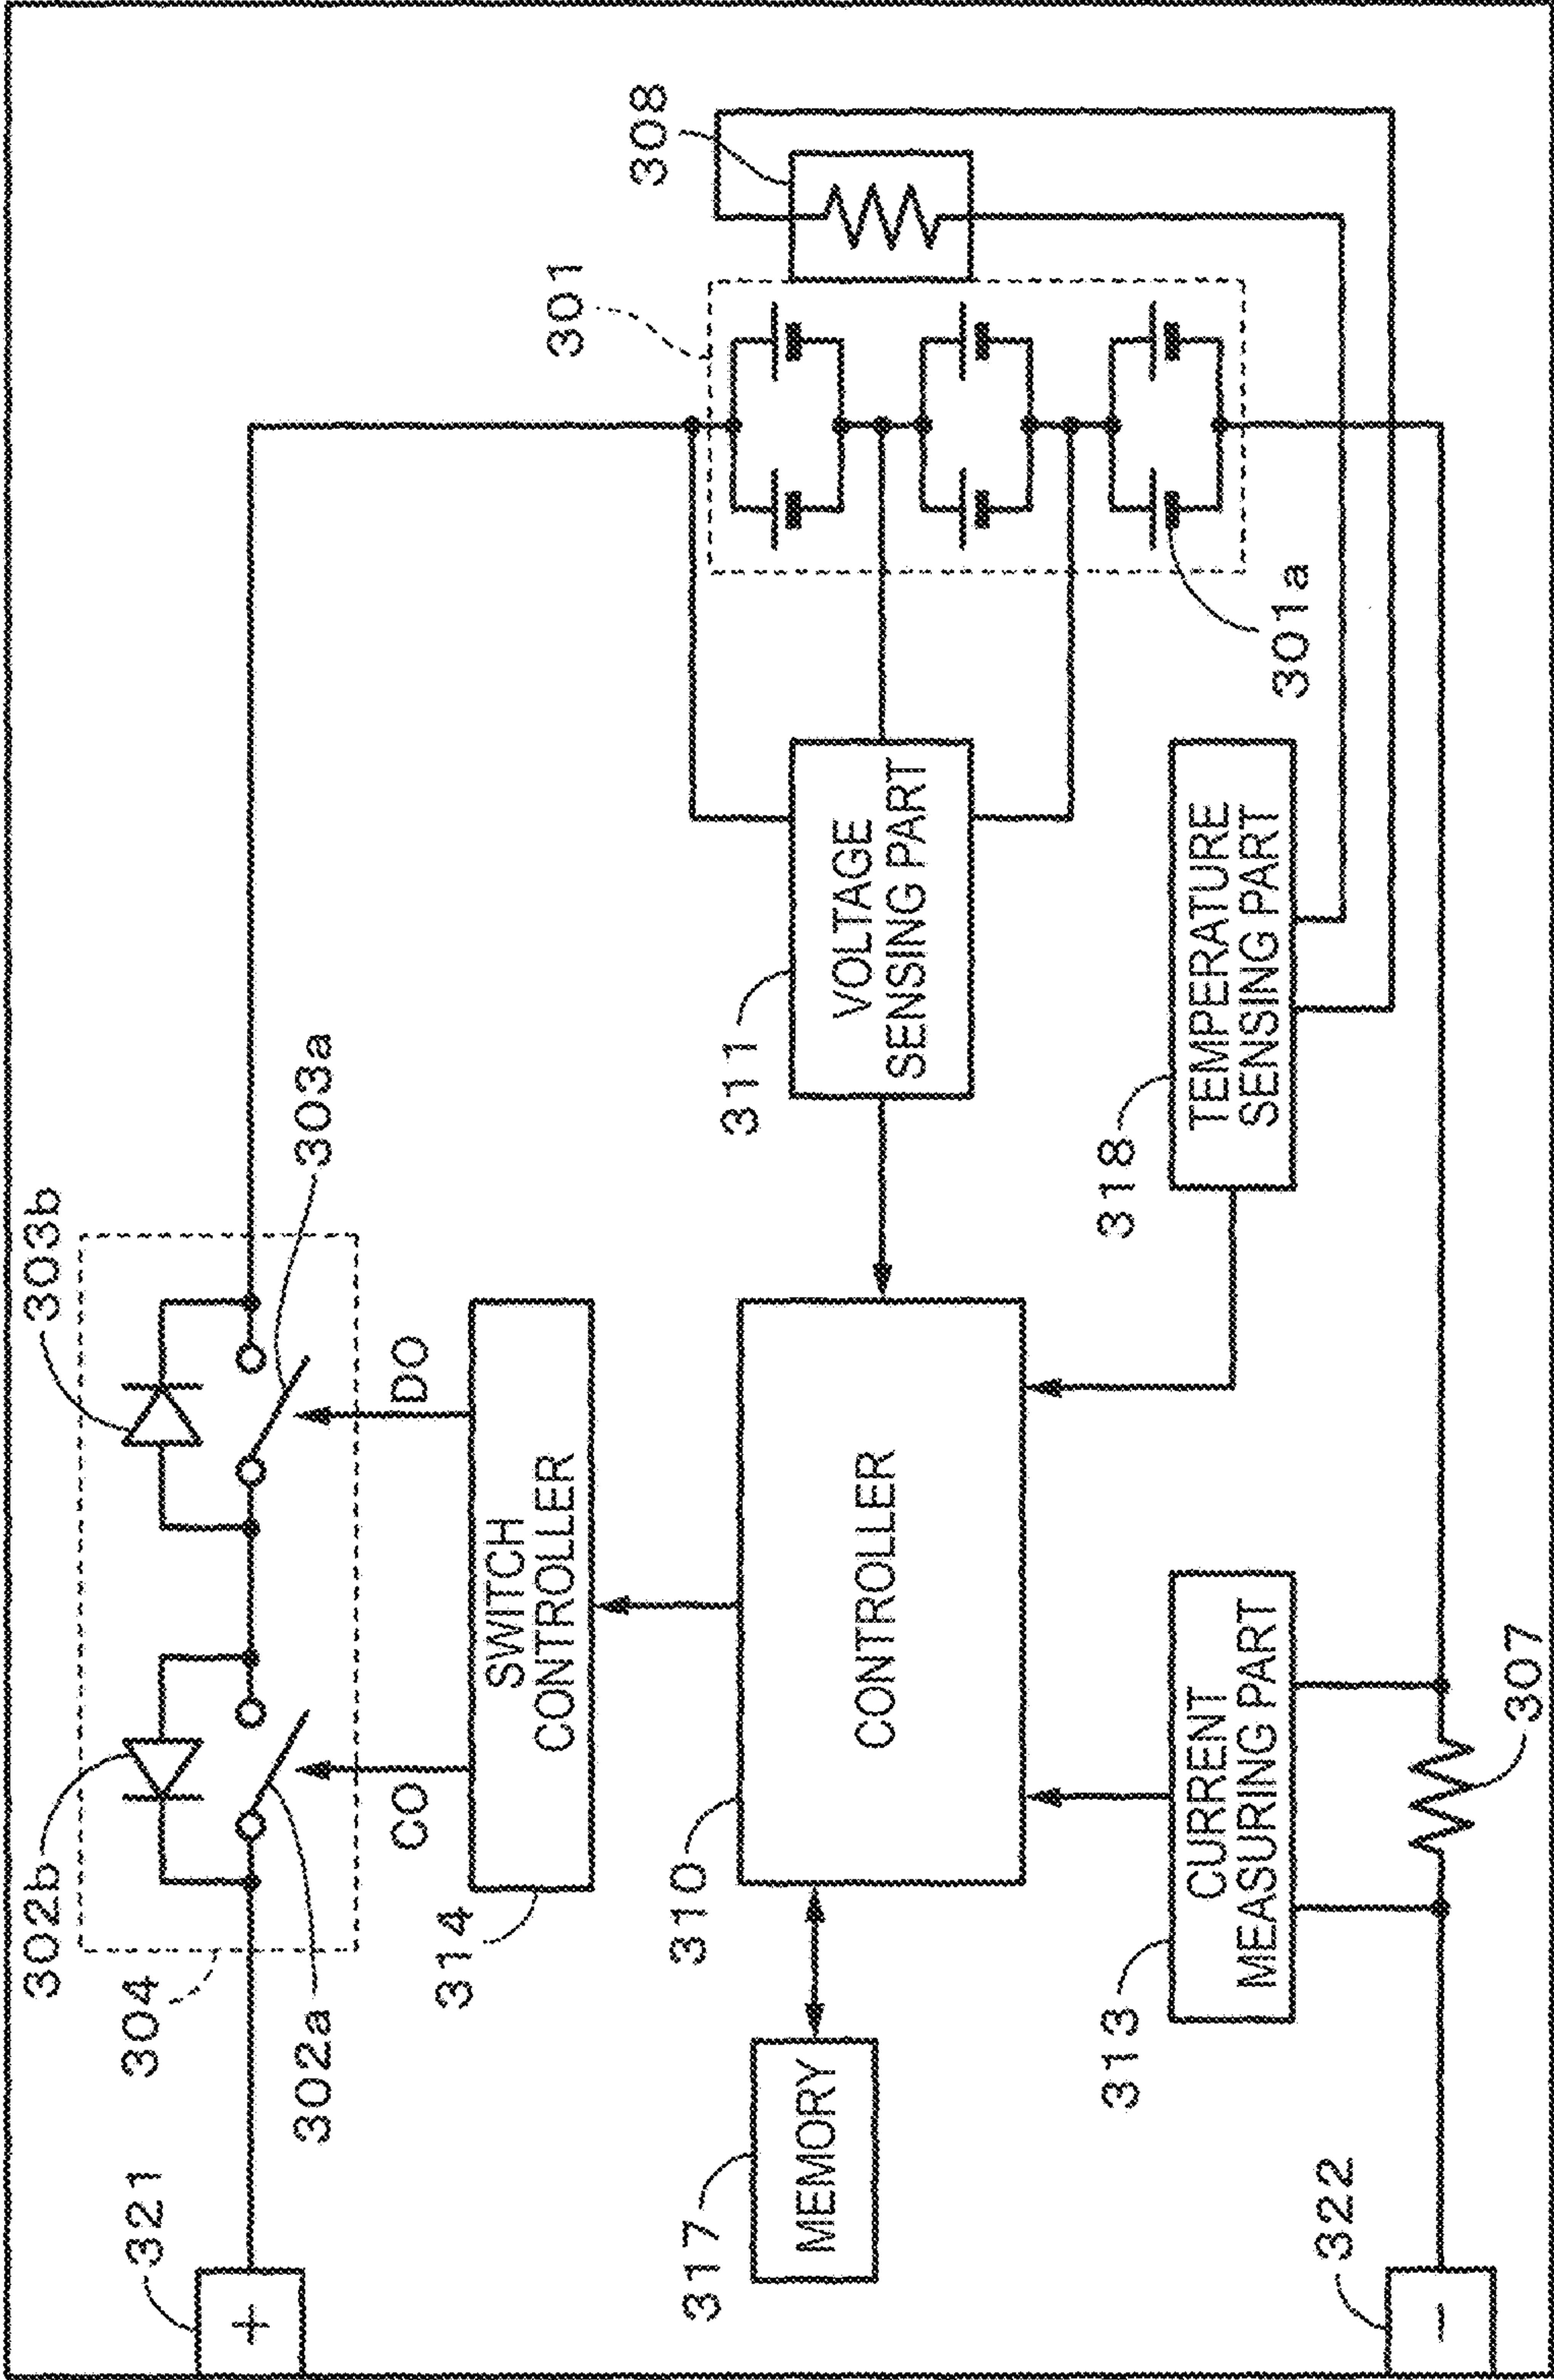 321
+
304
302b
302a
303b
303a
CO
DO
314
SWITCH
CONTROLLER
317
MEMORY
310
CONTROLLER
311
VOLTAGE
SENSING PART
301
308
301a
313
CURRENT
MEASURING PART
318
TEMPERATURE
SENSING PART
307
322
−